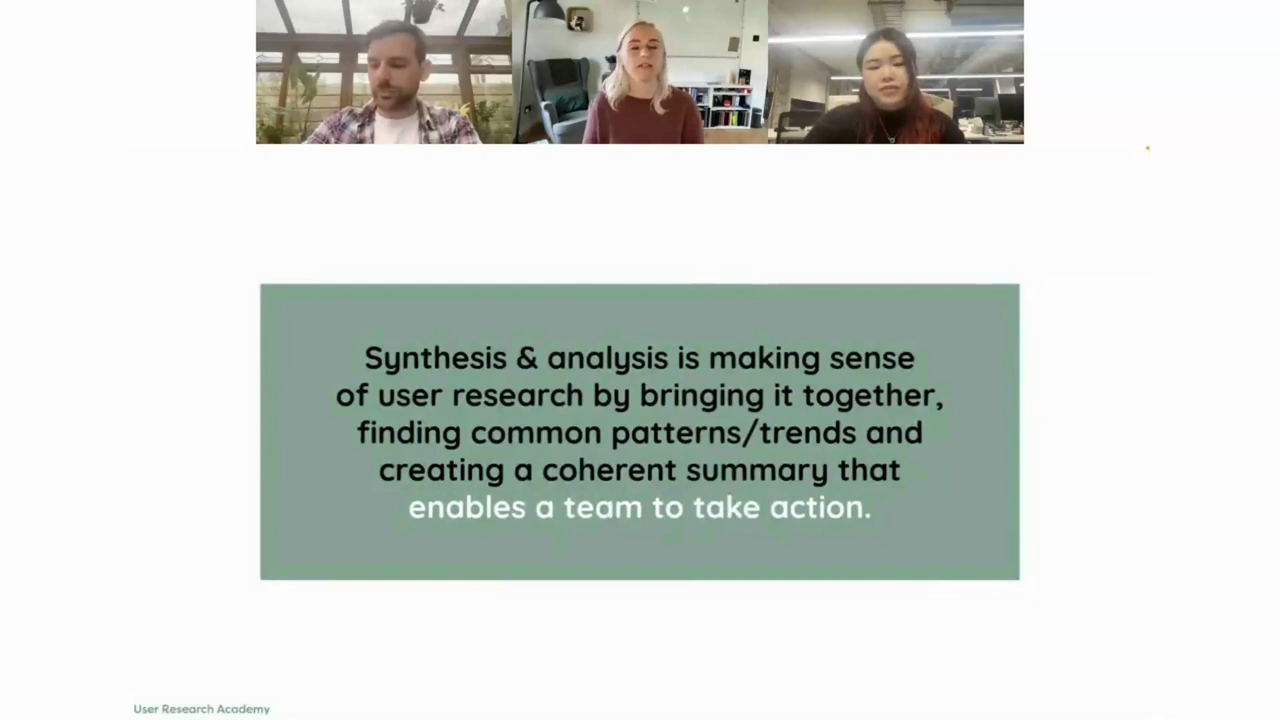 Synthesis & analysis is making sense
of user research by bringing it together,
finding common patterns/trends and
creating a coherent summary that
enables a team to take action.
User Research Academy